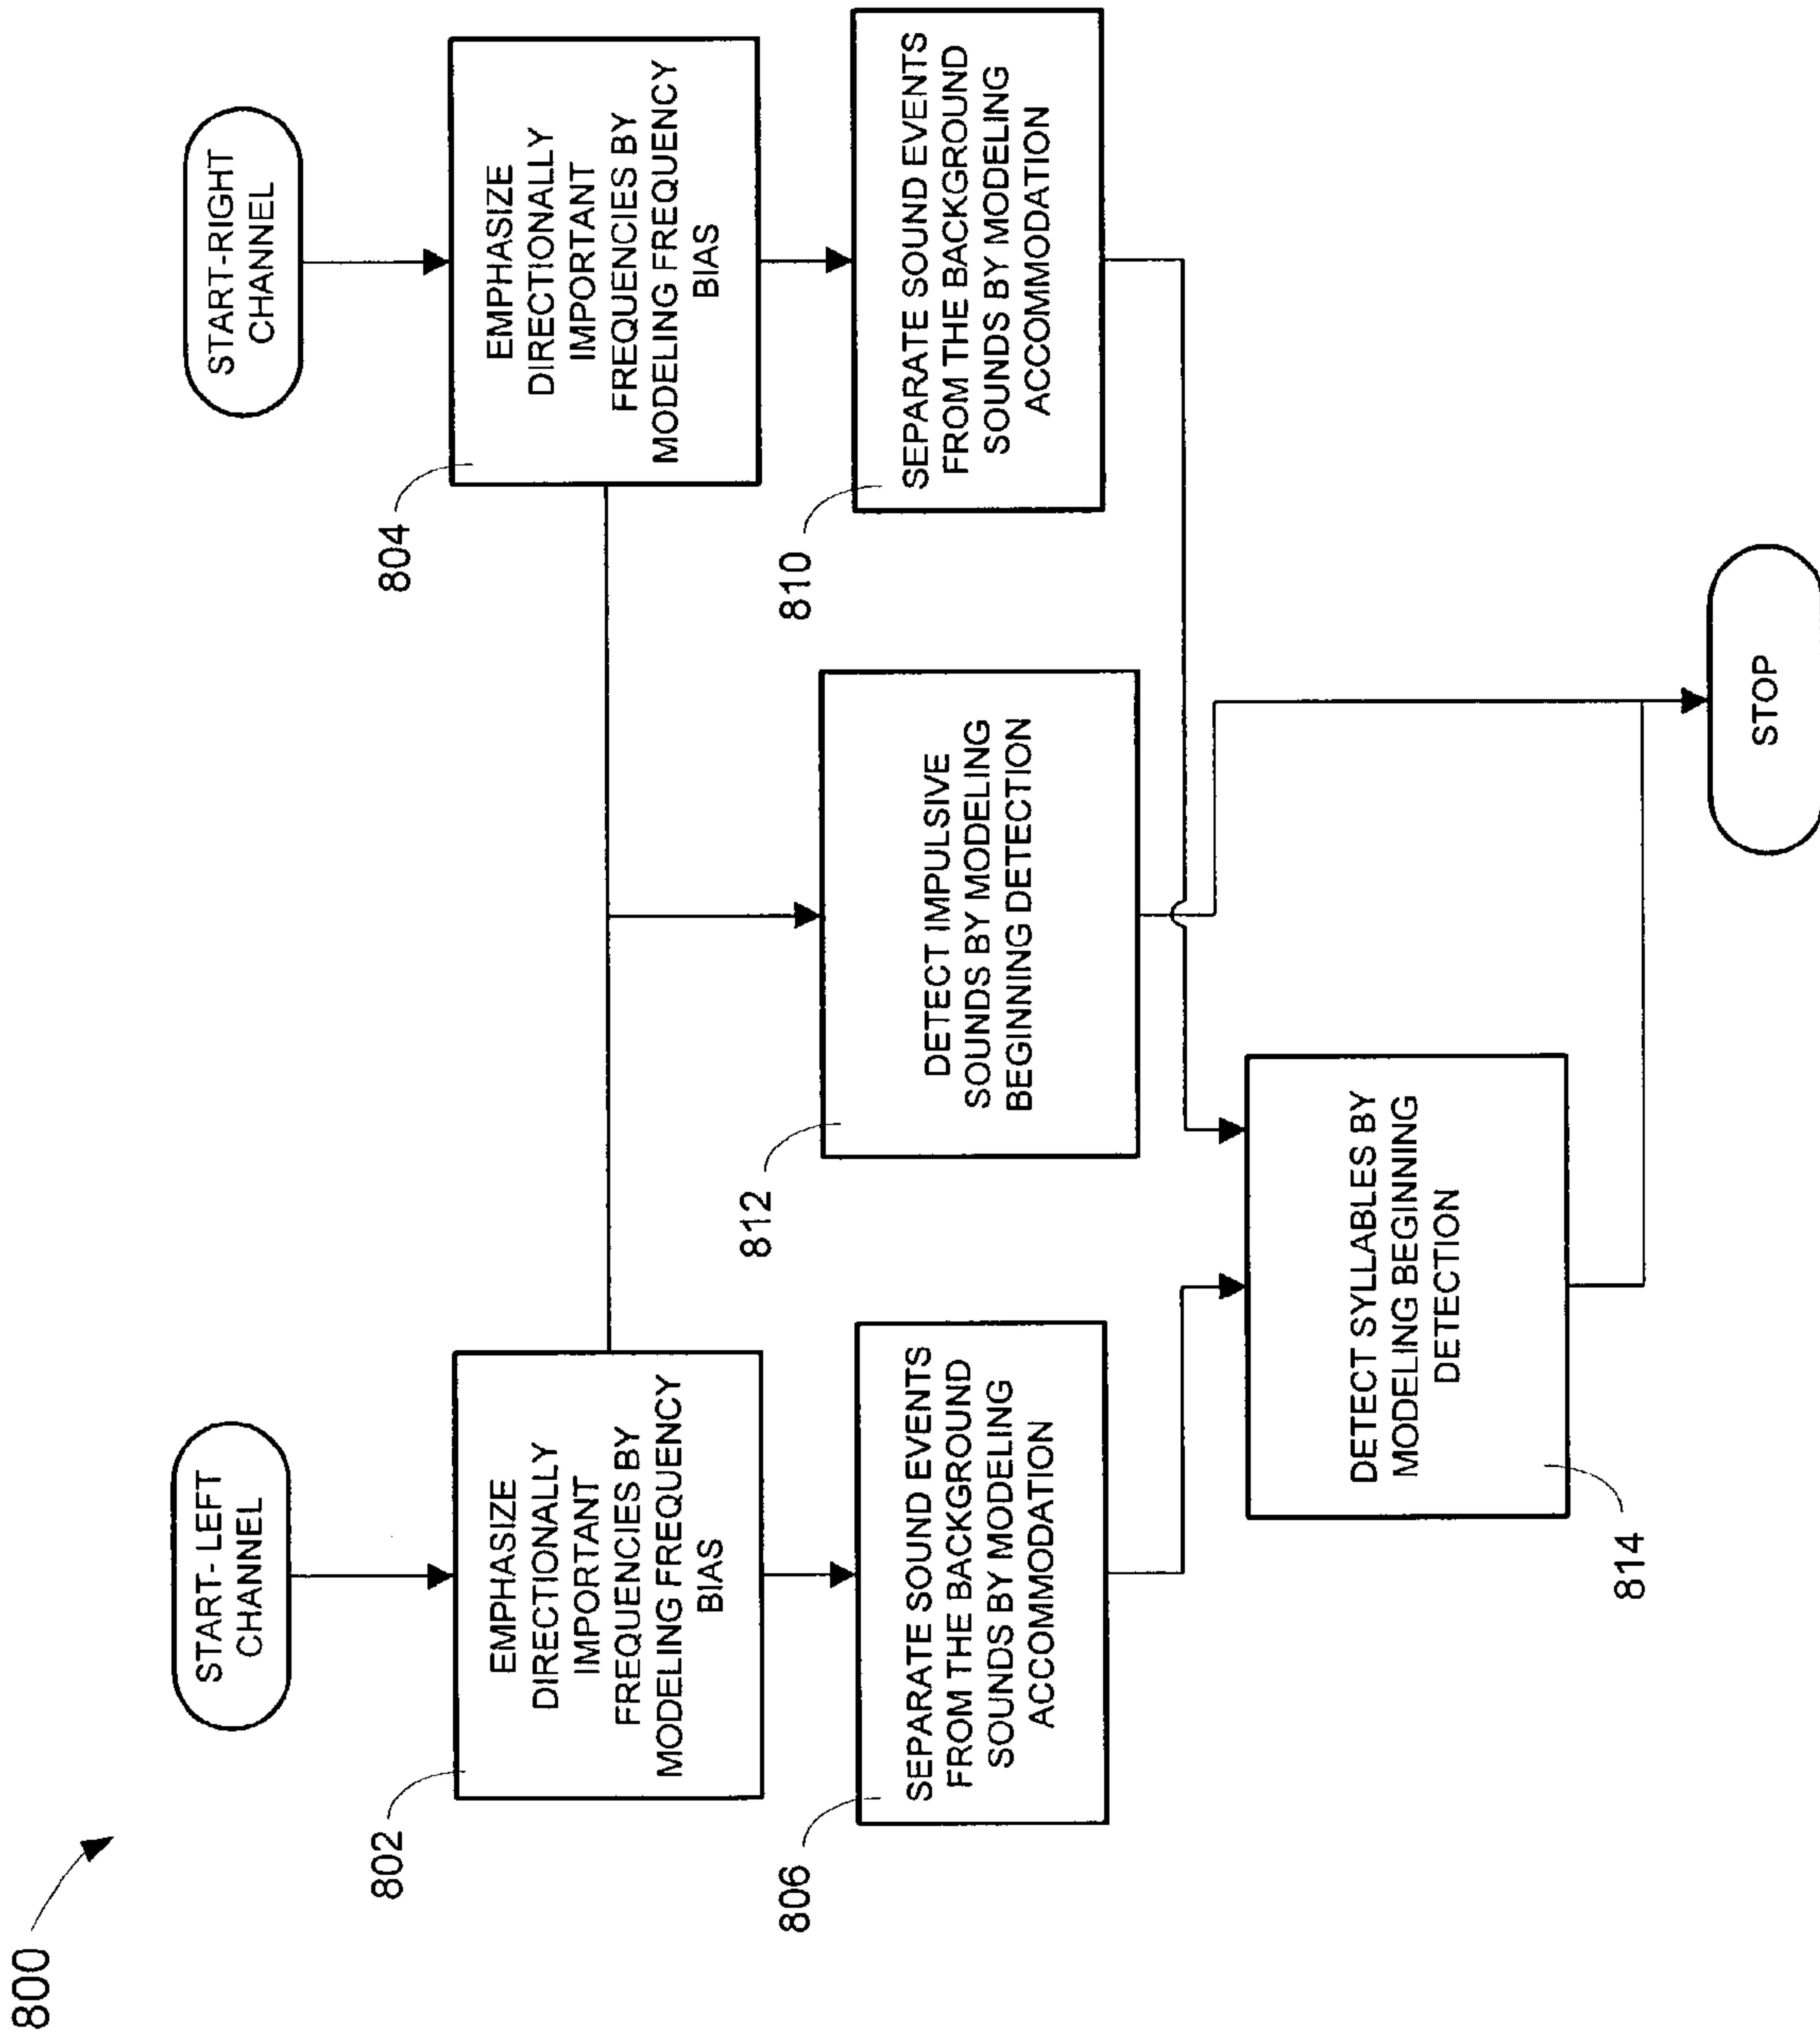 800
START- LEFT
CHANNEL
START-RIGHT
CHANNEL
802
EMPHASIZE
DIRECTIONALLY
IMPORTANT
FREQUENCIES BY
MODELING FREQUENCY
BIAS
804
EMPHASIZE
DIRECTIONALLY
IMPORTANT
FREQUENCIES BY
MODELING FREQUENCY
BIAS
806
SEPARATE SOUND EVENTS
FROM THE BACKGROUND
SOUNDS BY MODELING
ACCOMMODATION
812
DETECT IMPULSIVE
SOUNDS BY MODELING
BEGINNING DETECTION
810
SEPARATE SOUND EVENTS
FROM THE BACKGROUND
SOUNDS BY MODELING
ACCOMMODATION
DETECT SYLLABLES BY
MODELING BEGINNING
DETECTION
814
STOP